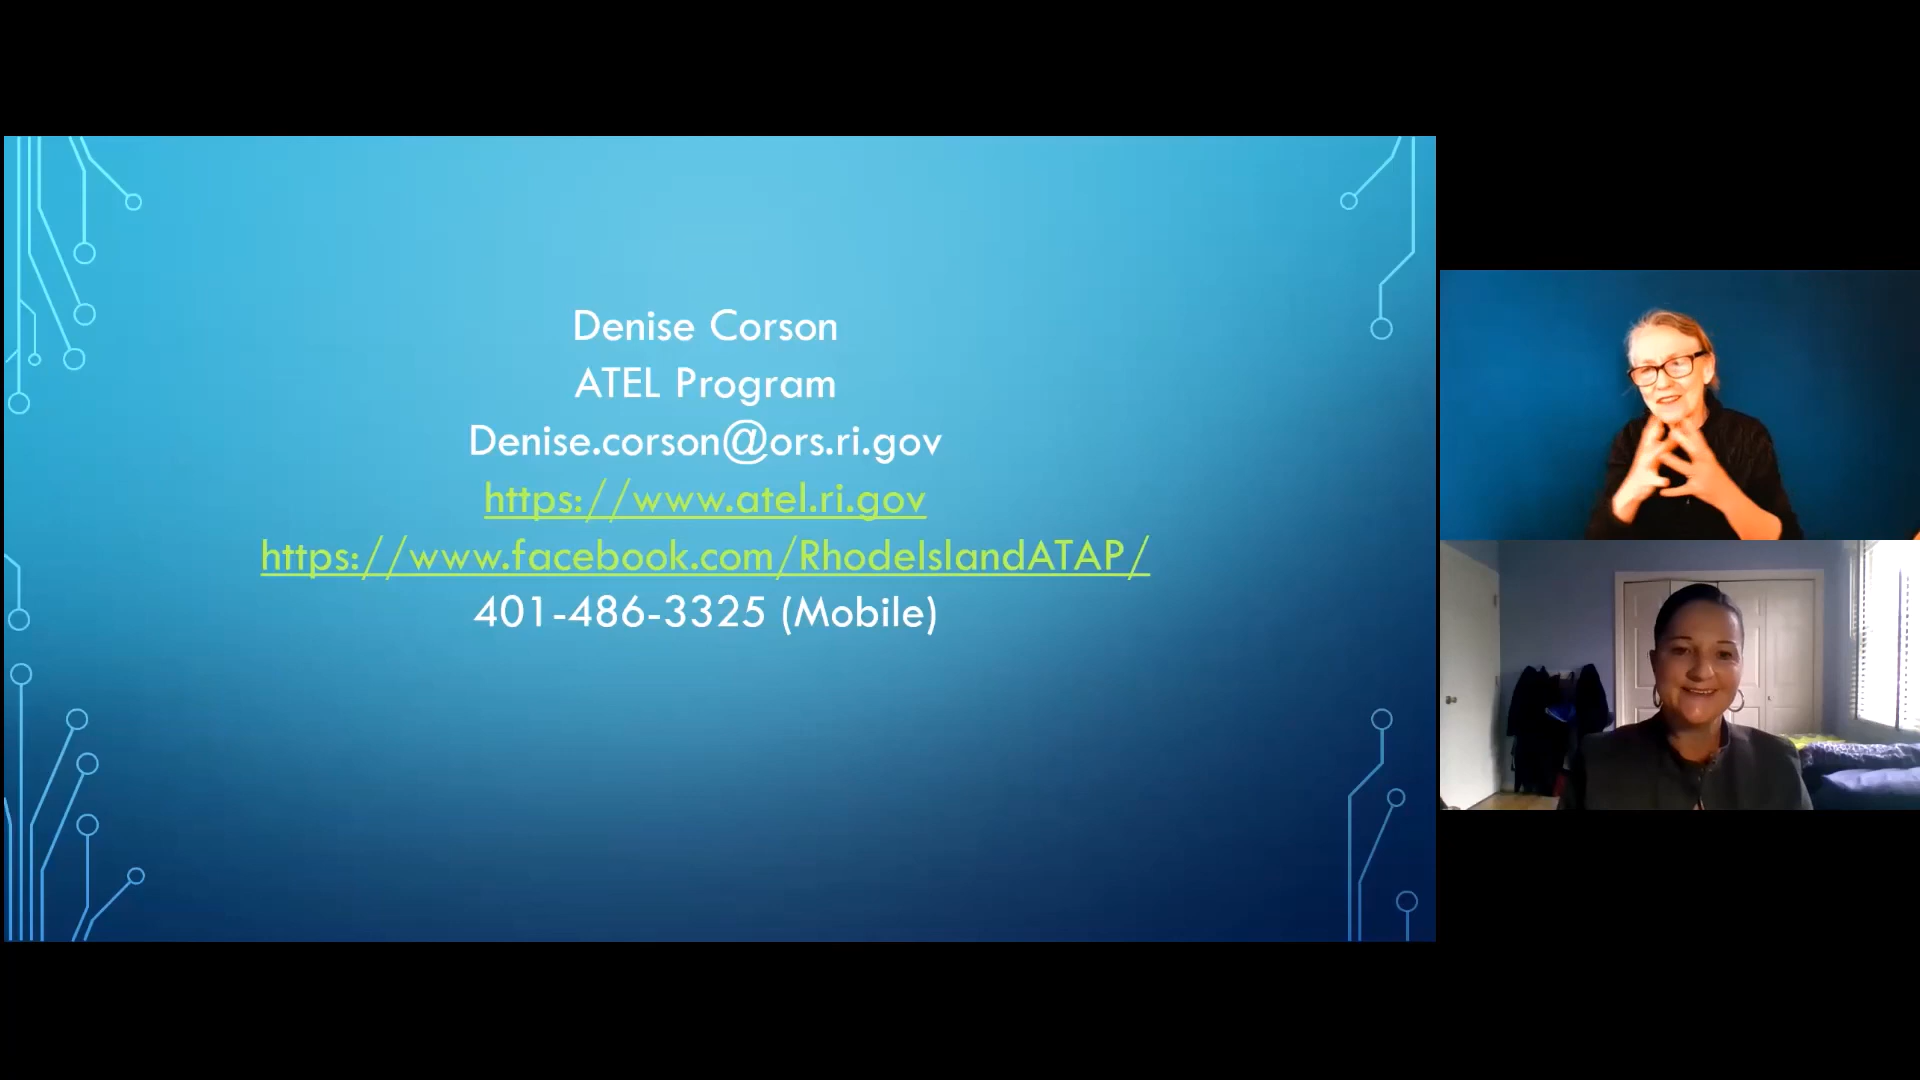 Denise Corson
ATEL Program
Denise.corson@ors.ri.gov
https://www.atel.ri.gov
https://www.facebook.com/RhodeIslandATAP/
401-486-3325 (Mobile)